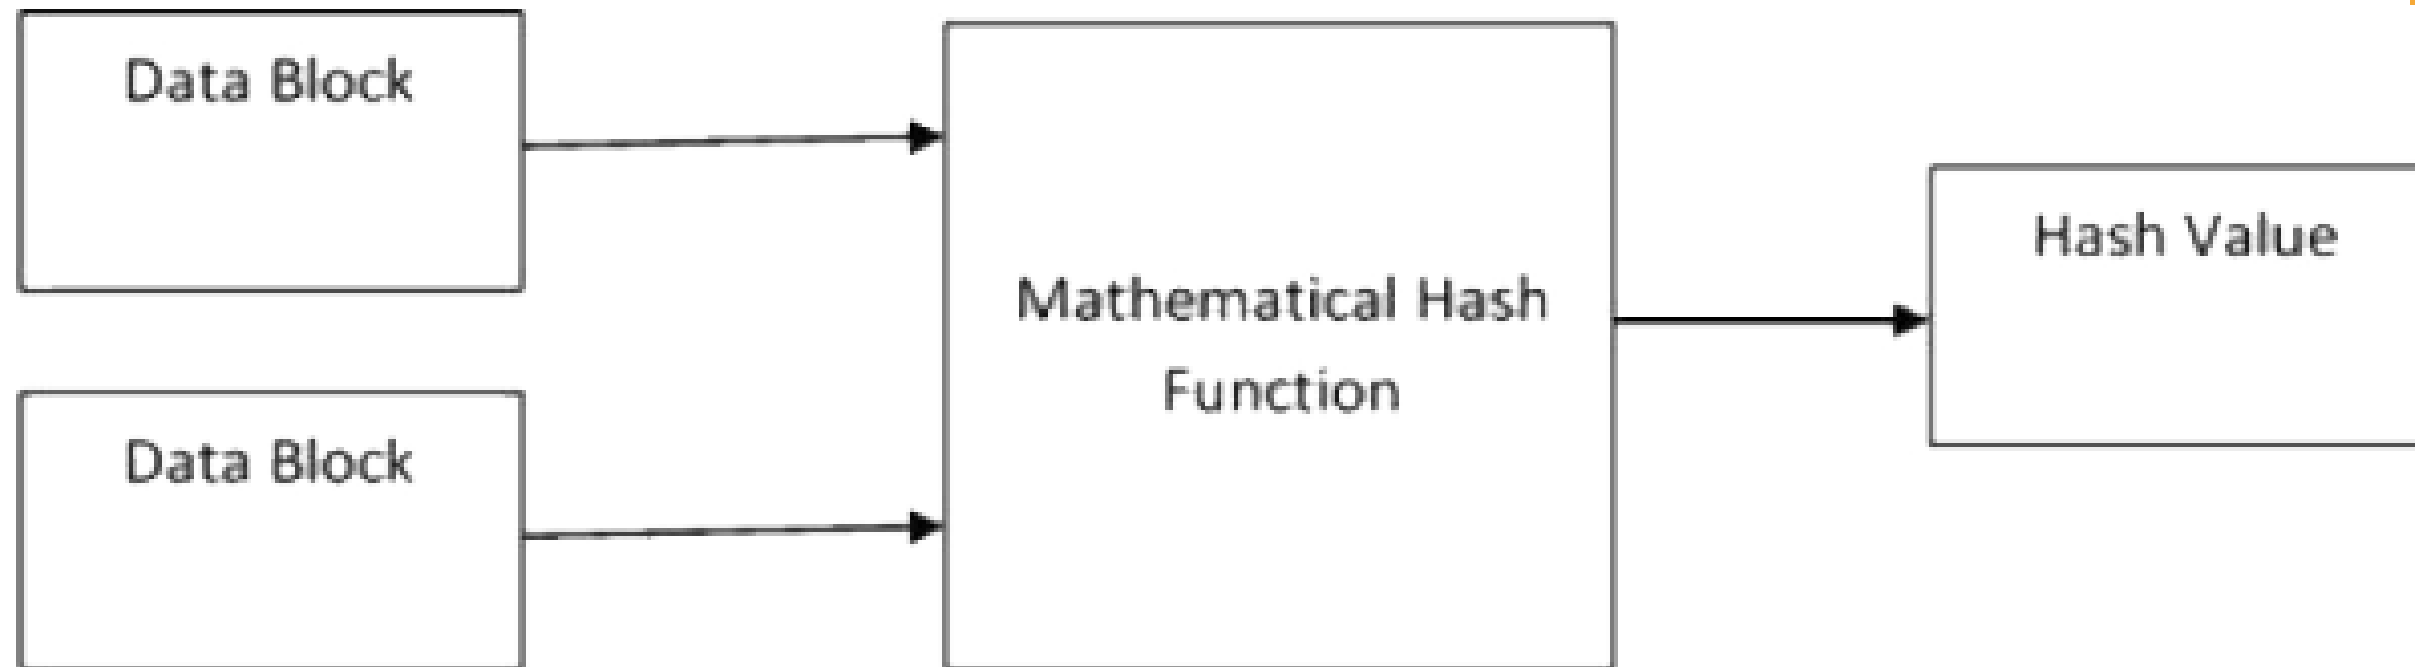 Data Block
Data Block
Mathematical Hash
Function
Hash Value